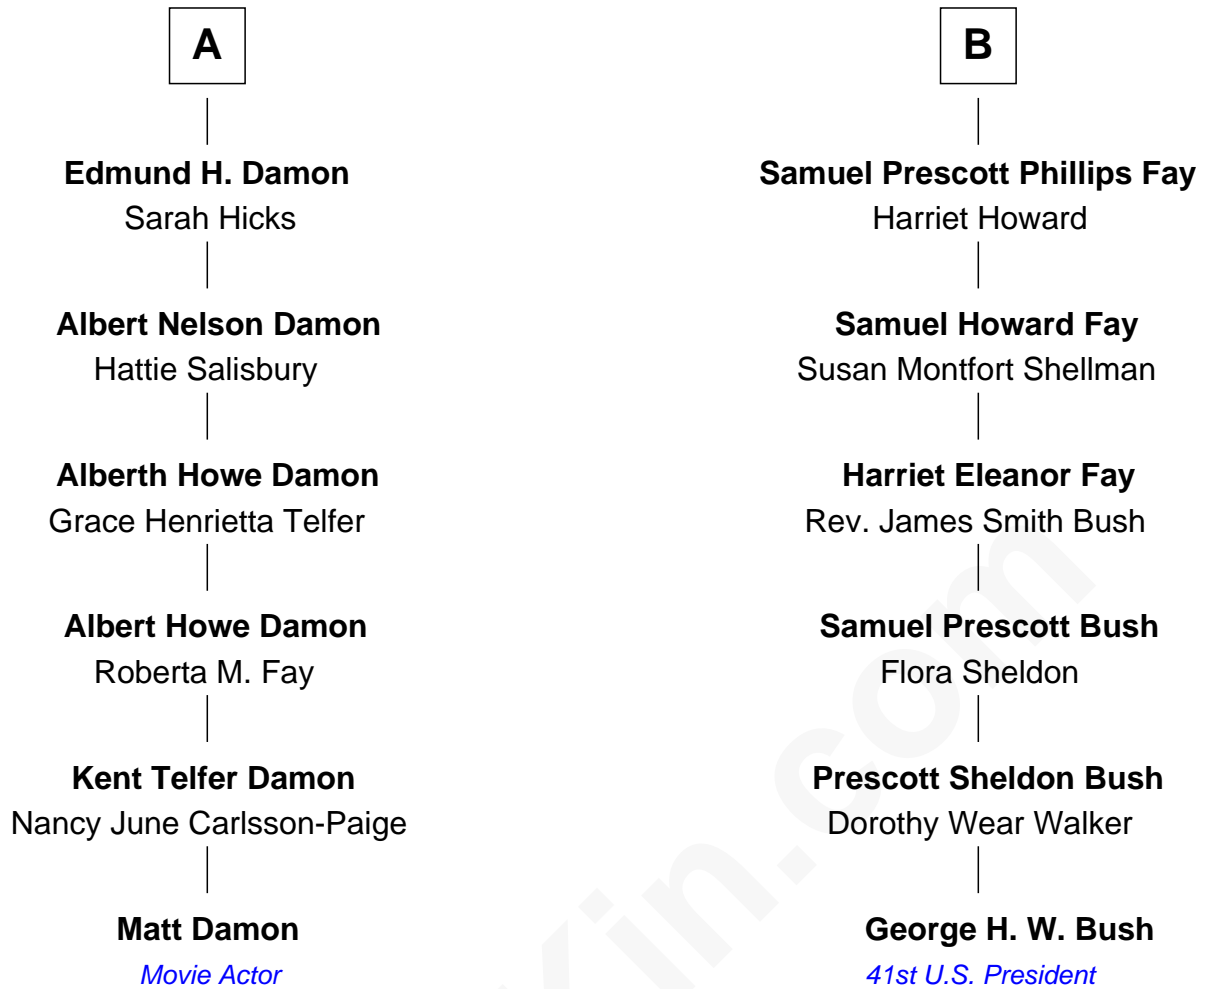 A
Edmund H. Damon
Sarah Hicks
Albert Nelson Damon
Hattie Salisbury
Alberth Howe Damon
Grace Henrietta Telfer
Albert Howe Damon
Roberta M. Fay
Kent Telfer Damon
Nancy June Carlsson-Paige
Matt Damon
Movie Actor
B
Samuel Prescott Phillips Fay
Harriet Howard
Samuel Howard Fay
Susan Montfort Shellman
Harriet Eleanor Fay
Rev. James Smith Bush
Samuel Prescott Bush
Flora Sheldon
Prescott Sheldon Bush
Dorothy Wear Walker
George H. W. Bush
41st U.S. President
Kin.com